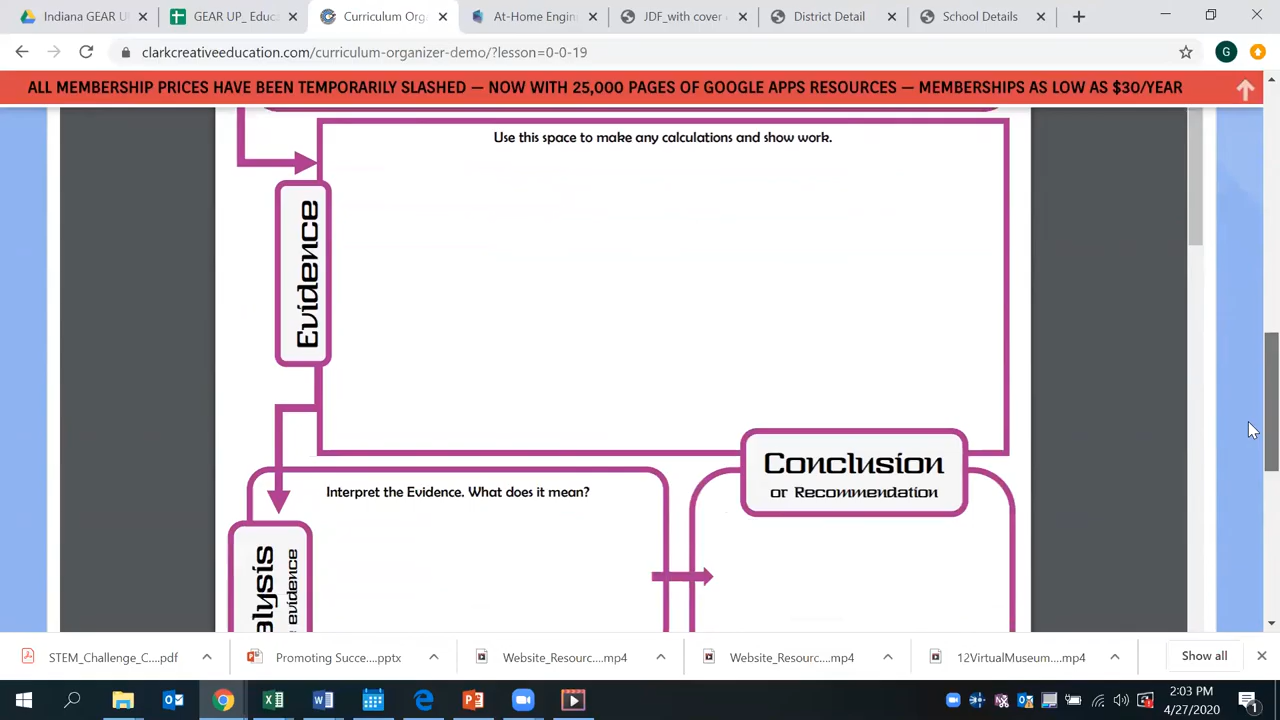 Indiana GEAR U
GEAR UP_ Educ
Curriculum Org
At-Home Engin
JDF_with cover
District Detail
School Details
clarkcreativeeducation.com/curriculum-organizer-demo/?lesson=0-0-19
G
ALL MEMBERSHIP PRICES HAVE BEEN TEMPORARILY SLASHED — NOW WITH 25,000 PAGES OF GOOGLE APPS RESOURCES — MEMBERSHIPS AS LOW AS $30/YEAR
Use this space to make any calculations and show work.
Evidence
Conclusion
or Recommendation
Interpret the Evidence. What does it mean?
alysis
evidence
STEM_Challenge_C....pdf
Promoting Succe....pptx
Website_Resourc....mp4
Website_Resourc....mp4
12VirtualMuseum....mp4
Show all
2:03 PM
4/27/2020
1